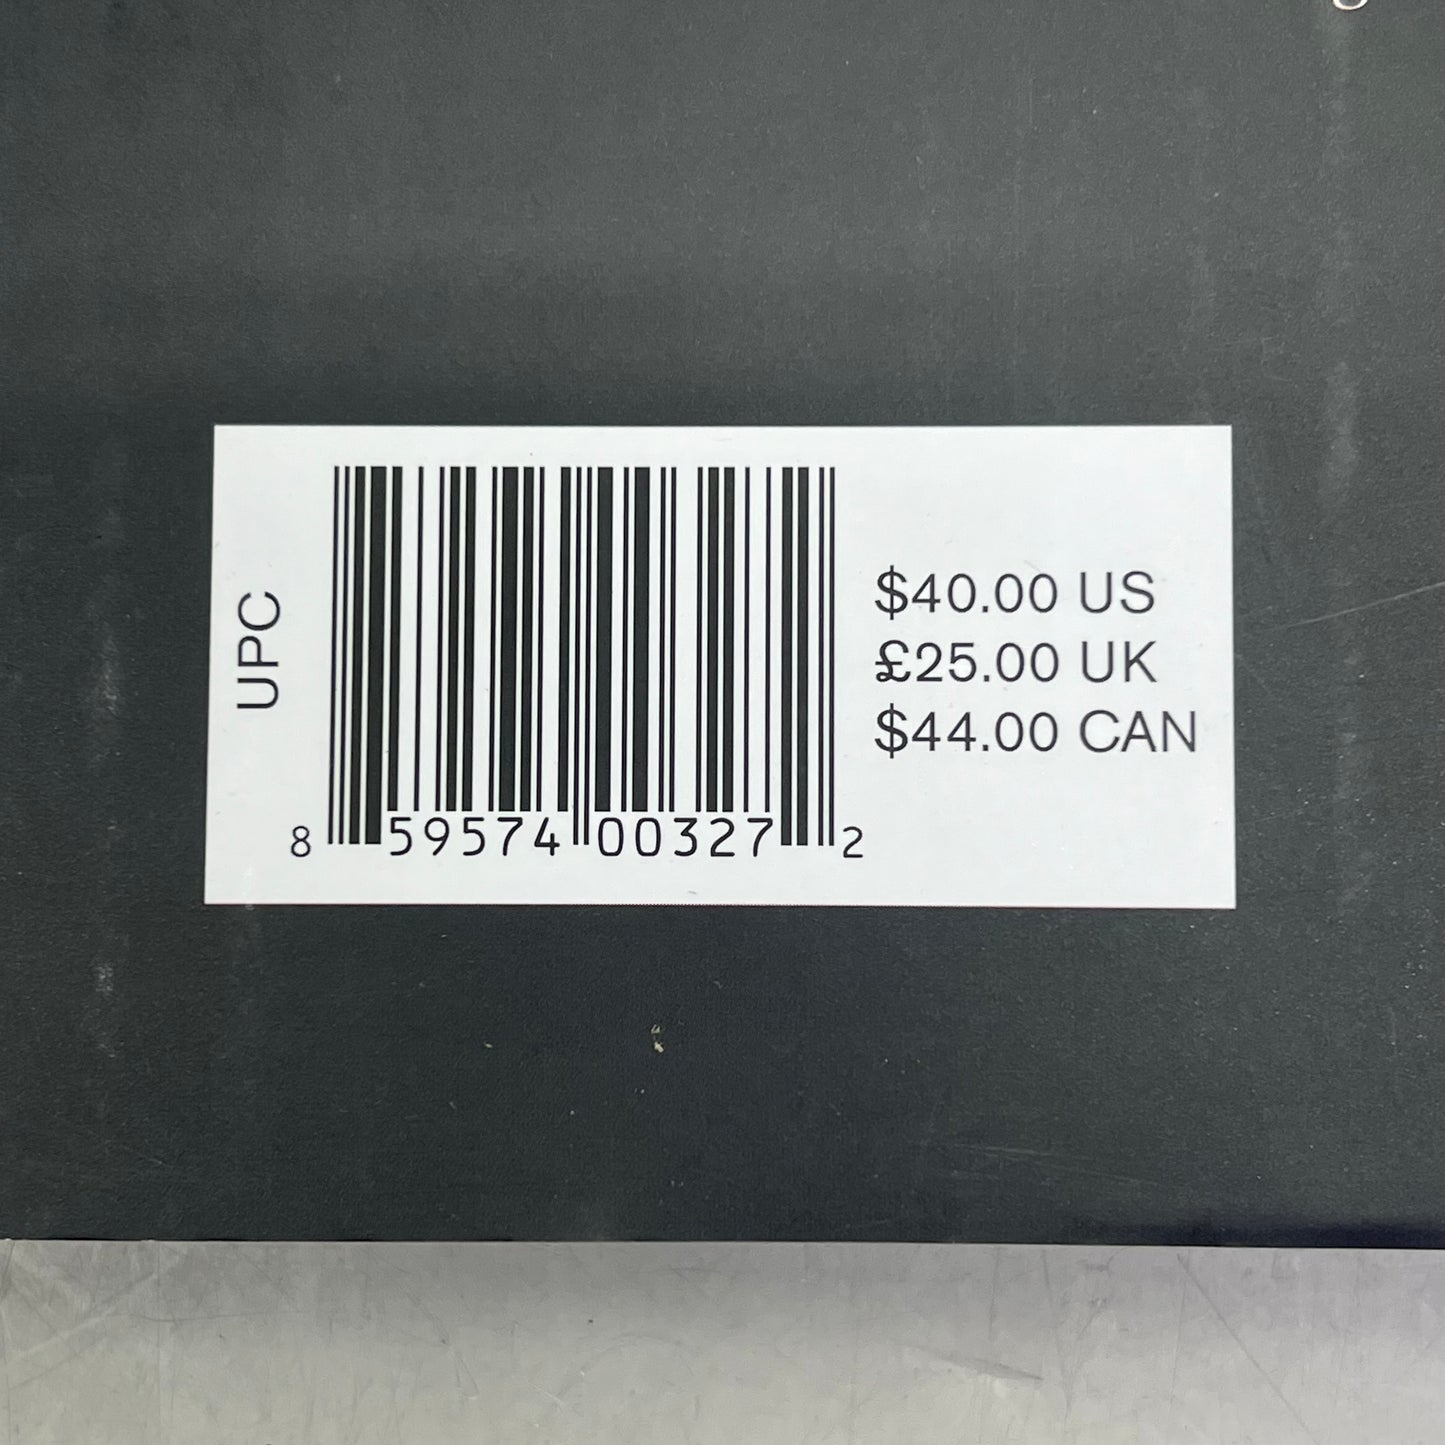 UPC
$40.00 US
£25.00 UK
$44.00 CAN
8 59574 00327 2